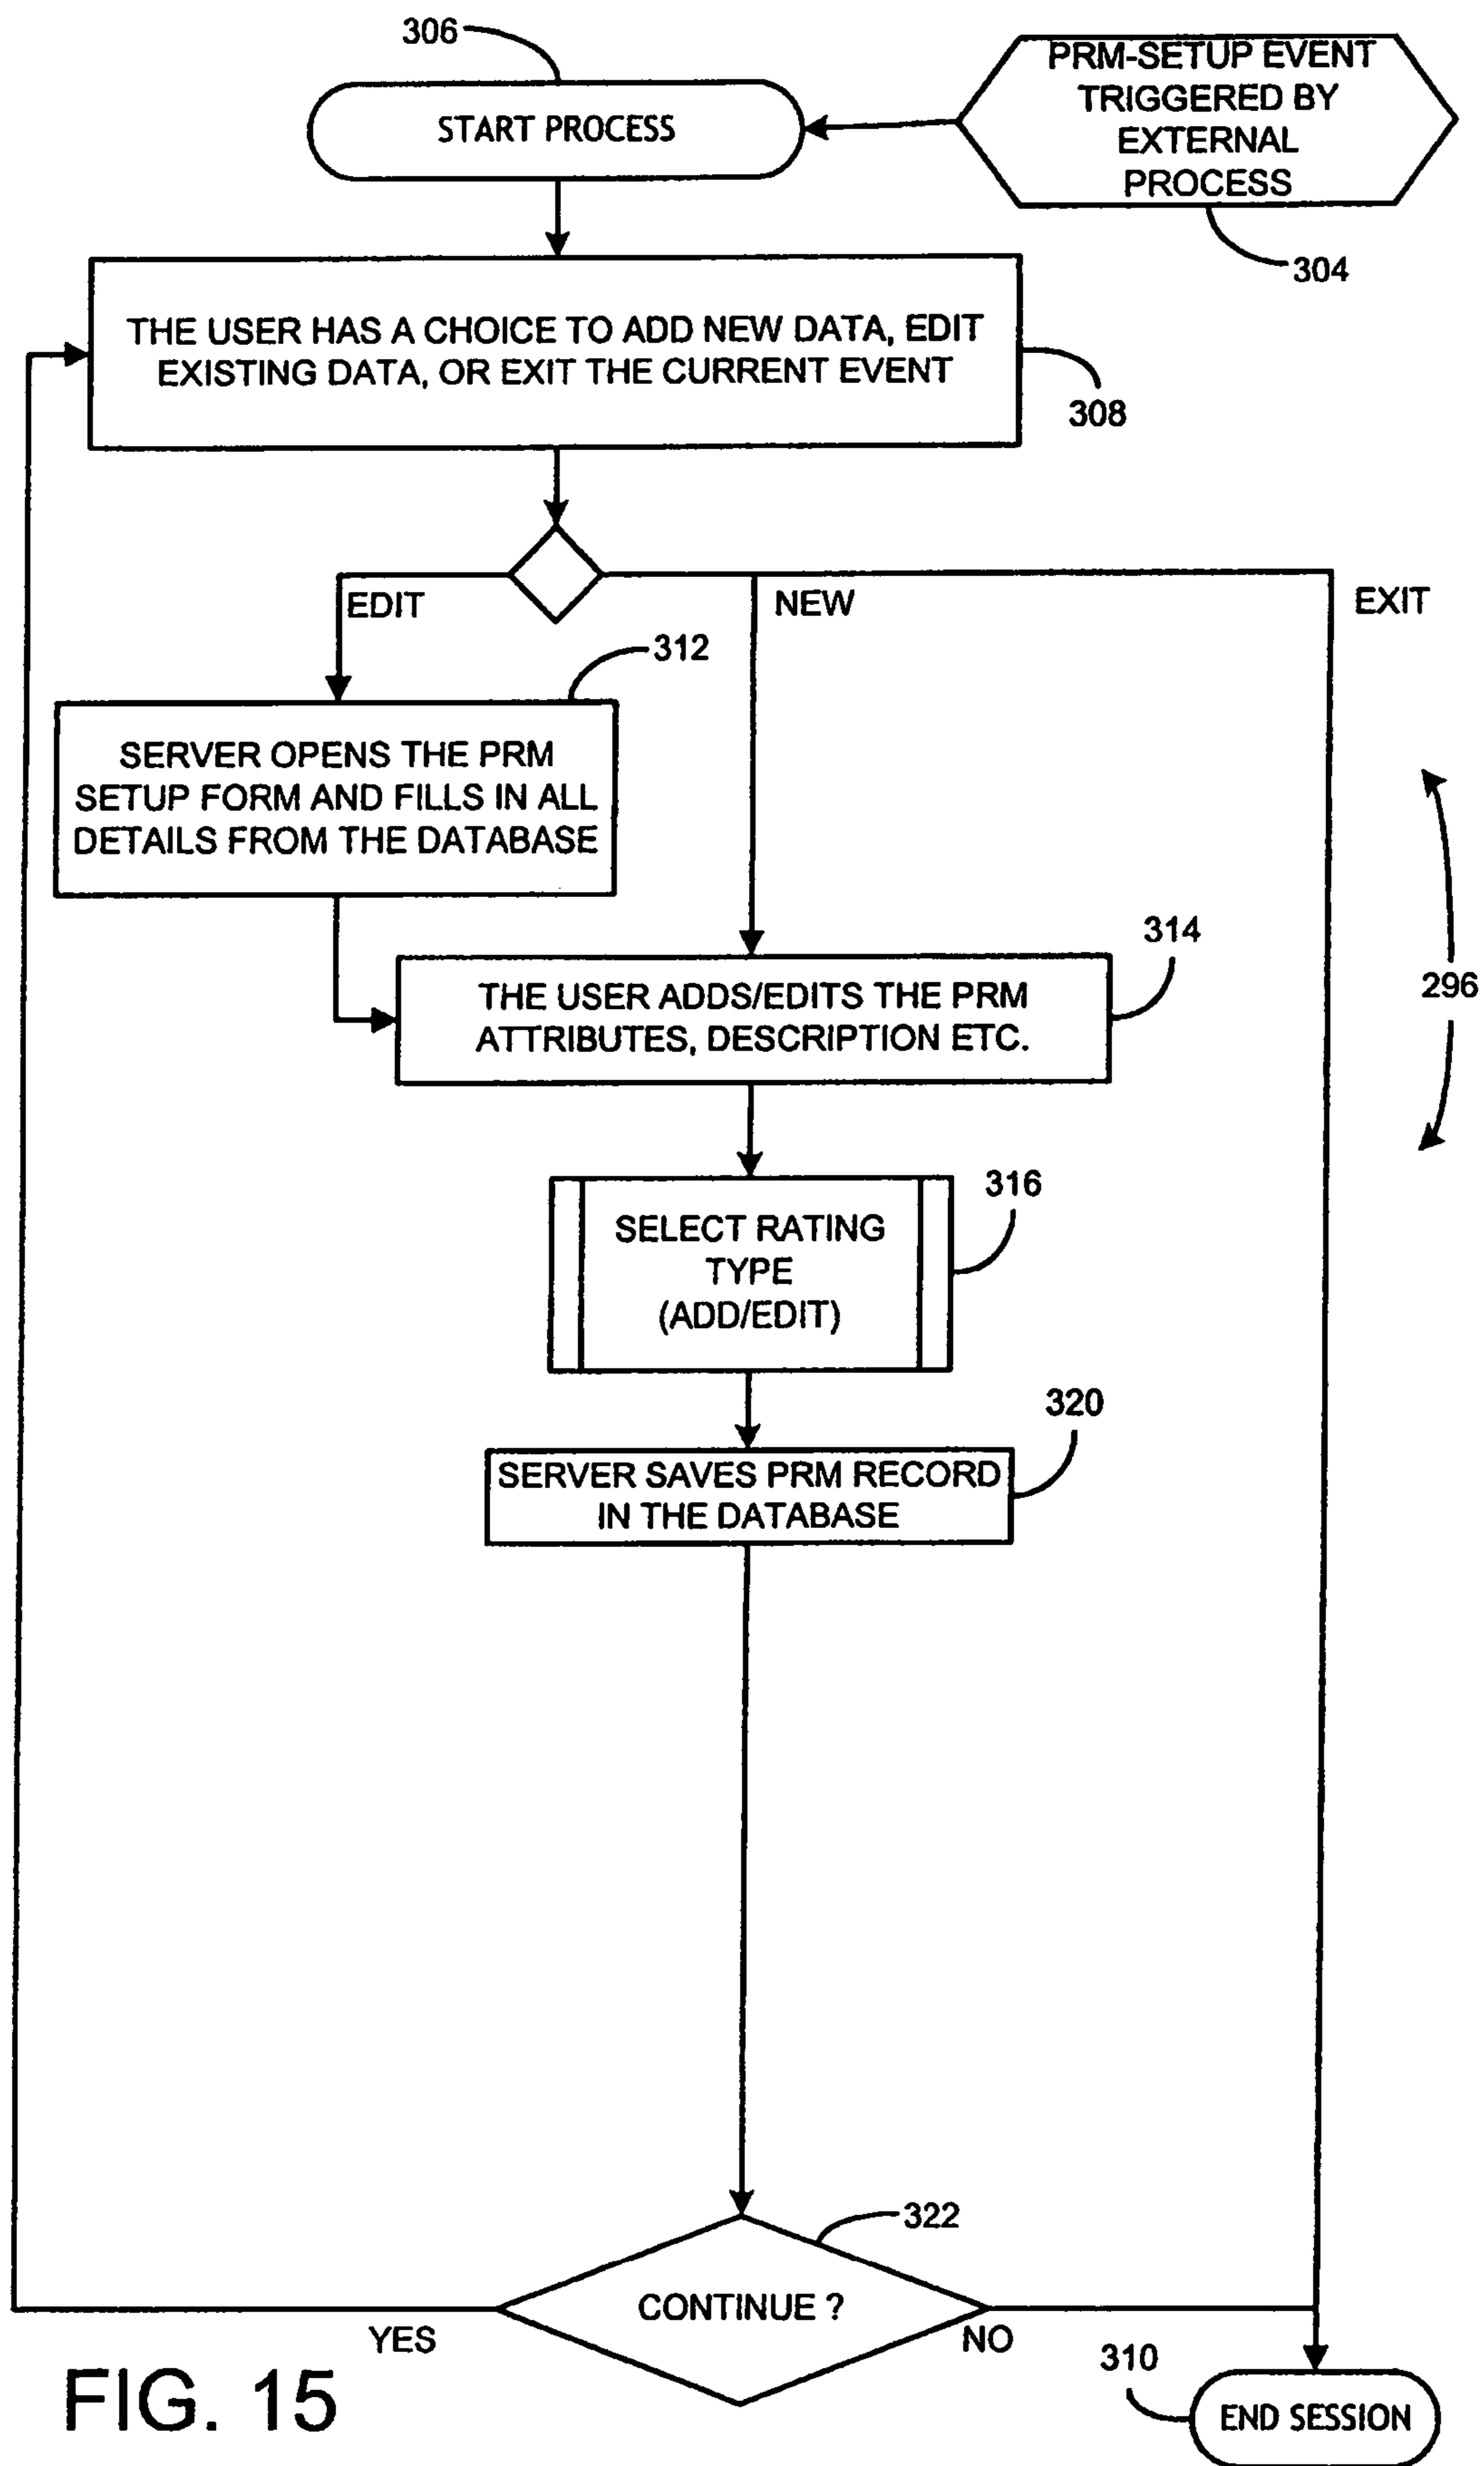 306
START PROCESS
PRM-SETUP EVENT
TRIGGERED BY
EXTERNAL
PROCESS
304
THE USER HAS A CHOICE TO ADD NEW DATA, EDIT
EXISTING DATA, OR EXIT THE CURRENT EVENT
308
EDIT
NEW
EXIT
312
SERVER OPENS THE PRM
SETUP FORM AND FILLS IN ALL
DETAILS FROM THE DATABASE
314
THE USER ADDS/EDITS THE PRM
ATTRIBUTES, DESCRIPTION ETC.
296
316
SELECT RATING
TYPE
(ADD/EDIT)
320
SERVER SAVES PRM RECORD
IN THE DATABASE
322
CONTINUE ?
YES
NO
310
END SESSION
FIG. 15